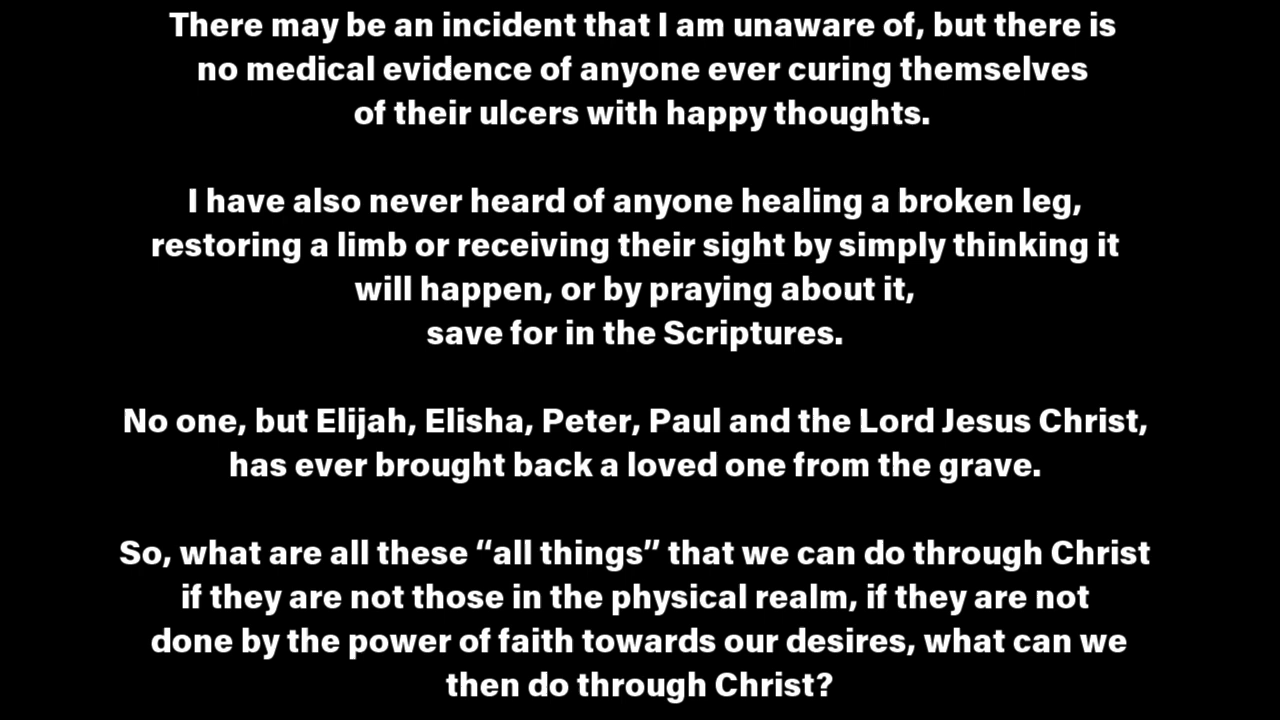 There may be an incident that I am unaware of, but there is
no medical evidence of anyone ever curing themselves
of their ulcers with happy thoughts.
I have also never heard of anyone healing a broken leg,
restoring a limb or receiving their sight by simply thinking it
will happen, or by praying about it,
save for in the Scriptures.
No one, but Elijah, Elisha, Peter, Paul and the Lord Jesus Christ,
has ever brought back a loved one from the grave.
So, what are all these “all things” that we can do through Christ
if they are not those in the physical realm, if they are not
done by the power of faith towards our desires, what can we
then do through Christ?